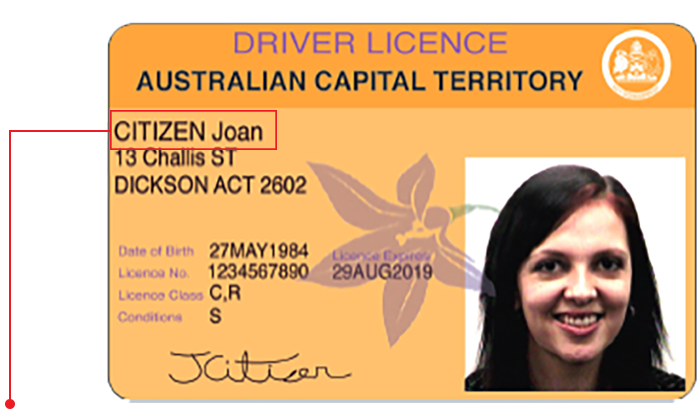 DRIVER LICENCE
AUSTRALIAN CAPITAL TERRITORY
CITIZEN Joan
13 Challis ST
DICKSON ACT 2602
Date of Birth 27MAY1984 Licence Expires
Licence No. 1234567890 29AUG2019
Licence Class C,R
Conditions S
JCitizen